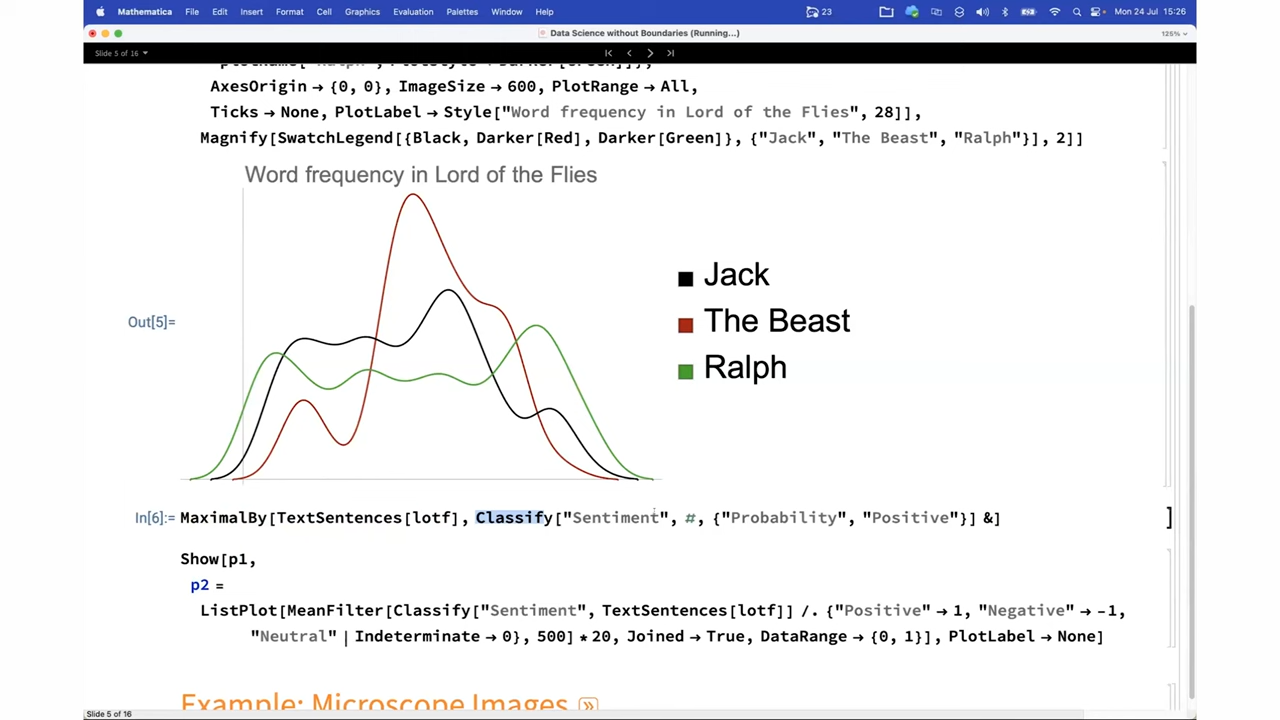 Mathematica File Edit Insert Format Cell Graphics Evaluation Palettes Window Help 23 Mon 24 Jul 15:26
Data Science without Boundaries (Running...) 125%
Slide 5 of 16
AxesOrigin → {0, 0}, ImageSize → 600, PlotRange → All,
Ticks → None, PlotLabel → Style["Word frequency in Lord of the Flies", 28]],
Magnify[SwatchLegend[{Black, Darker[Red], Darker[Green]}, {"Jack", "The Beast", "Ralph"}], 2]]
Word frequency in Lord of the Flies
Jack
The Beast
Ralph
Out[5]=
In[6]:= MaximalBy[TextSentences[lotf], Classify["Sentiment", #, {"Probability", "Positive"}] &]
Show[p1,
p2 =
ListPlot[MeanFilter[Classify["Sentiment", TextSentences[lotf]] /. {"Positive" → 1, "Negative" → -1,
"Neutral" | Indeterminate → 0}, 500] * 20, Joined → True, DataRange → {0, 1}], PlotLabel → None]
Example: Microscope Images
Slide 5 of 16